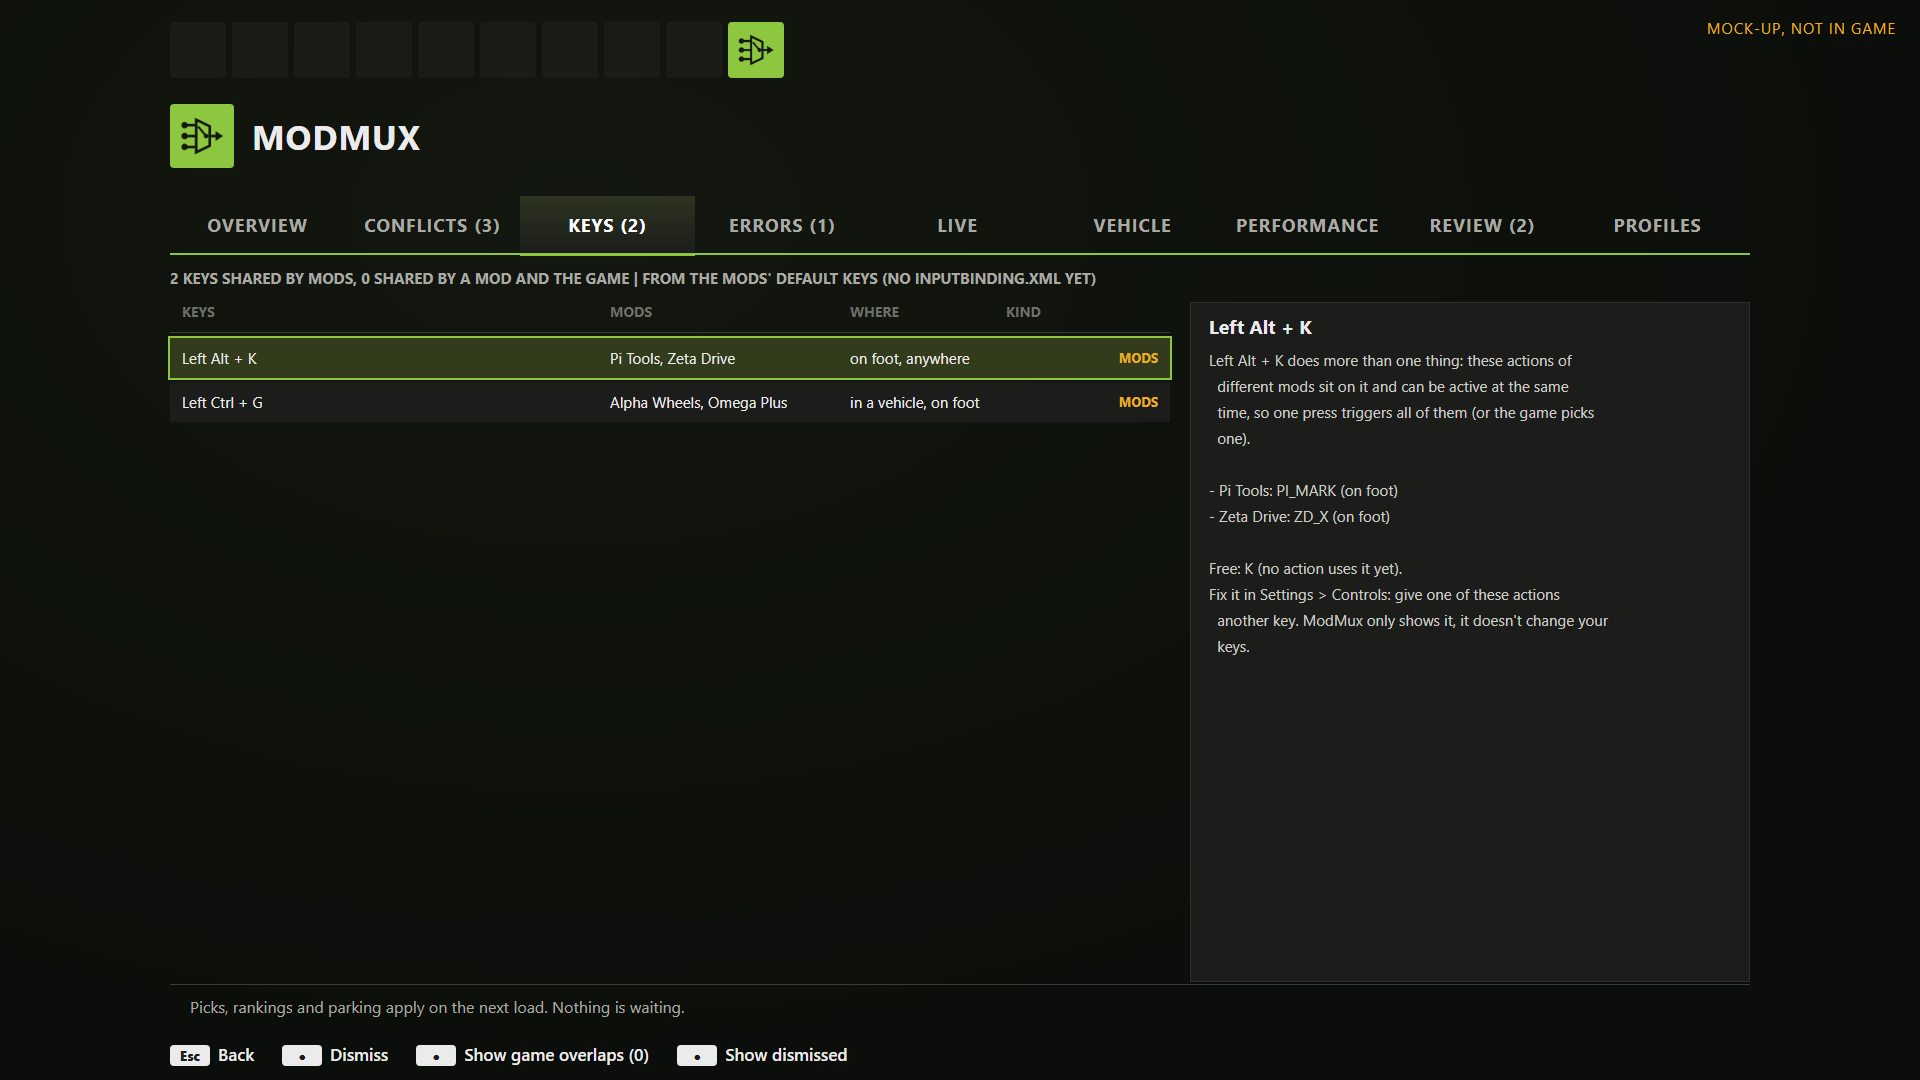 MOCK-UP, NOT IN GAME
MODMUX
OVERVIEW CONFLICTS (3) KEYS (2) ERRORS (1) LIVE VEHICLE PERFORMANCE REVIEW (2) PROFILES
2 KEYS SHARED BY MODS, 0 SHARED BY A MOD AND THE GAME | FROM THE MODS' DEFAULT KEYS (NO INPUTBINDING.XML YET)
KEYS MODS WHERE KIND
Left Alt + K Pi Tools, Zeta Drive on foot, anywhere MODS
Left Ctrl + G Alpha Wheels, Omega Plus in a vehicle, on foot MODS
Left Alt + K
Left Alt + K does more than one thing: these actions of
different mods sit on it and can be active at the same
time, so one press triggers all of them (or the game picks
one).
- Pi Tools: PI_MARK (on foot)
- Zeta Drive: ZD_X (on foot)
Free: K (no action uses it yet).
Fix it in Settings > Controls: give one of these actions
another key. ModMux only shows it, it doesn't change your
keys.
Picks, rankings and parking apply on the next load. Nothing is waiting.
Esc Back Dismiss Show game overlaps (0) Show dismissed